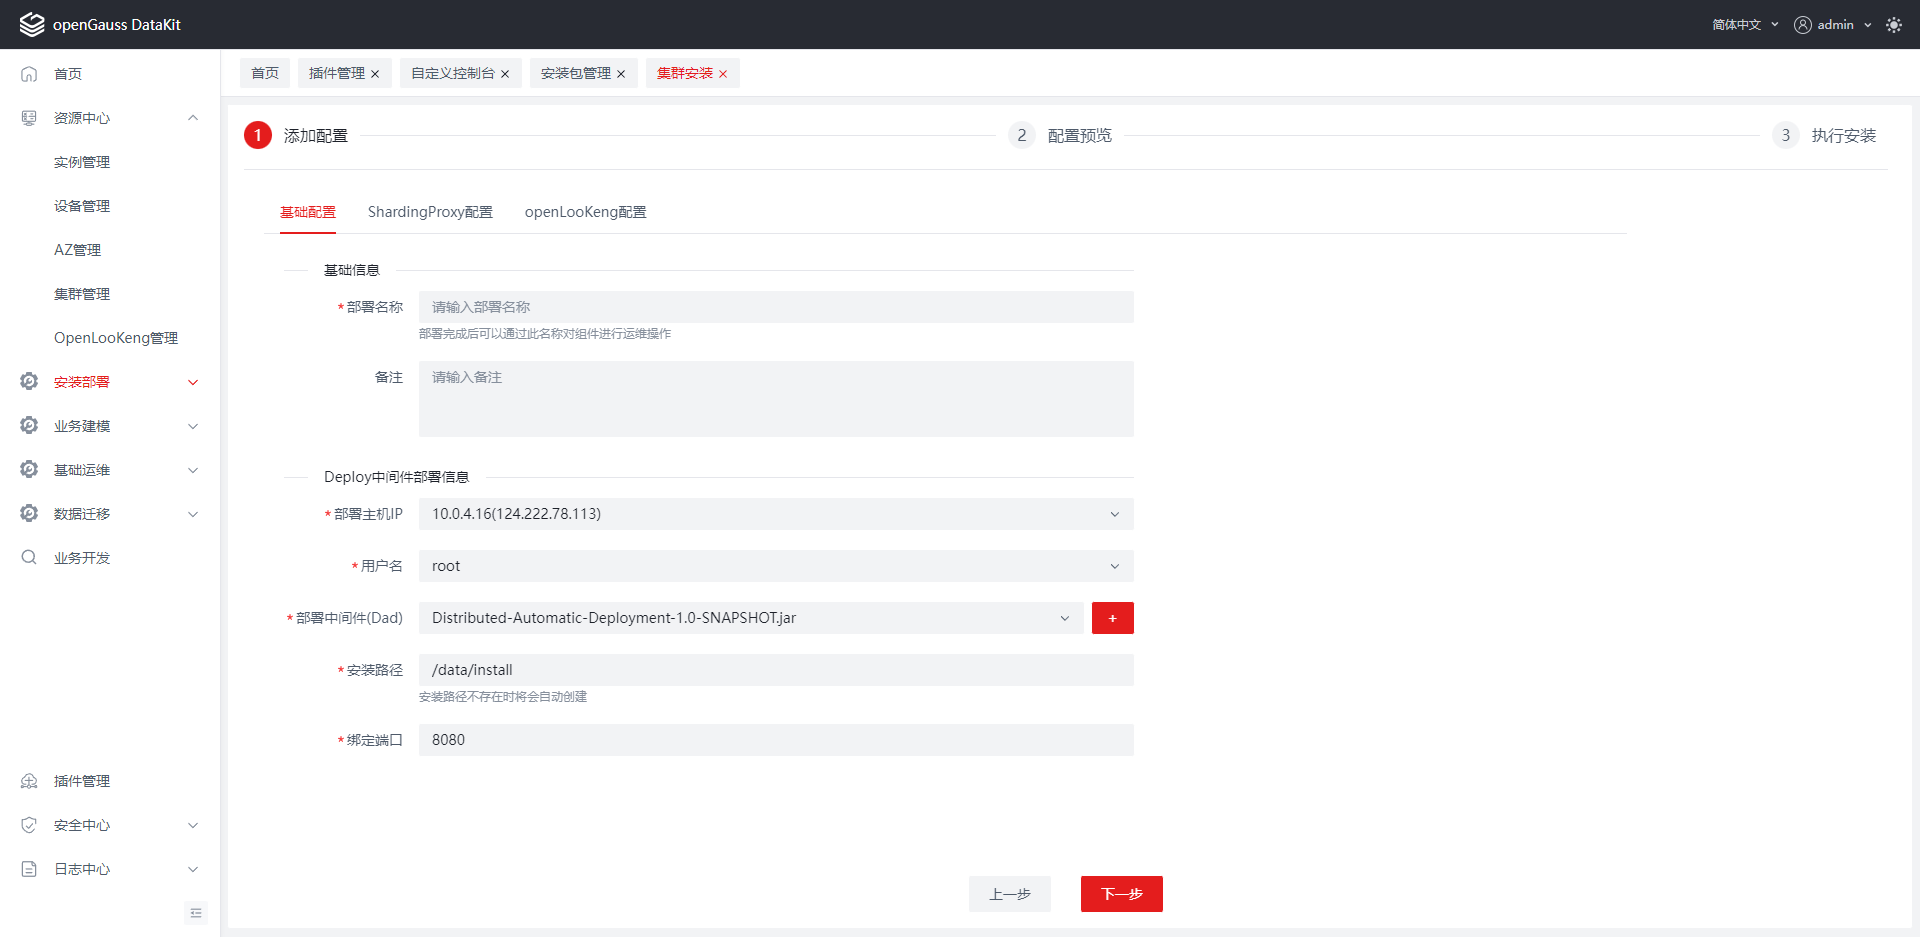 openGauss DataKit
简体中文
admin
首页
资源中心
实例管理
设备管理
AZ管理
集群管理
OpenLooKeng管理
安装部署
业务建模
基础运维
数据迁移
业务开发
插件管理
安全中心
日志中心
首页 插件管理 自定义控制台 安装包管理 集群安装
1 添加配置 2 配置预览 3 执行安装
基础配置 ShardingProxy配置 openLooKeng配置
基础信息
*部署名称 请输入部署名称
部署完成后可以通过此名称对组件进行运维操作
备注 请输入备注
Deploy中间件部署信息
*部署主机IP 10.0.4.16(124.222.78.113)
*用户名 root
*部署中间件(Dad) Distributed-Automatic-Deployment-1.0-SNAPSHOT.jar +
*安装路径 /data/install
安装路径不存在时将会自动创建
*绑定端口 8080
上一步 下一步